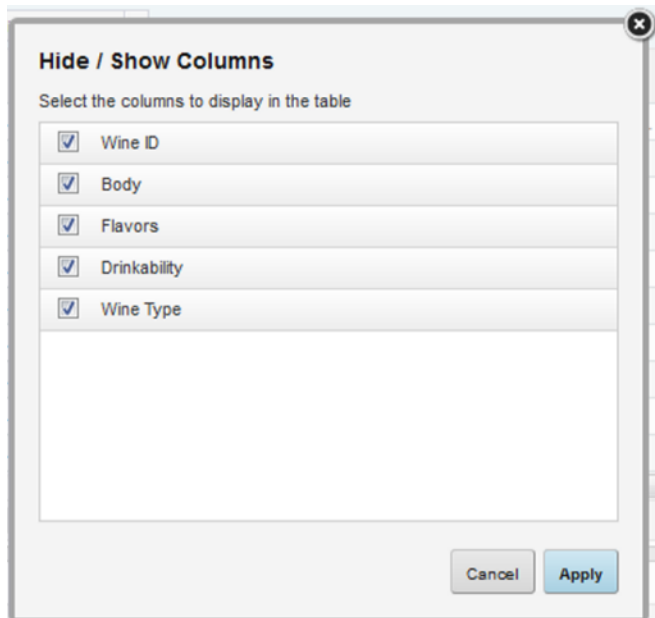 Hide / Show Columns
Select the columns to display in the table
Wine ID
Body
Flavors
Drinkability
Wine Type
Cancel
Apply